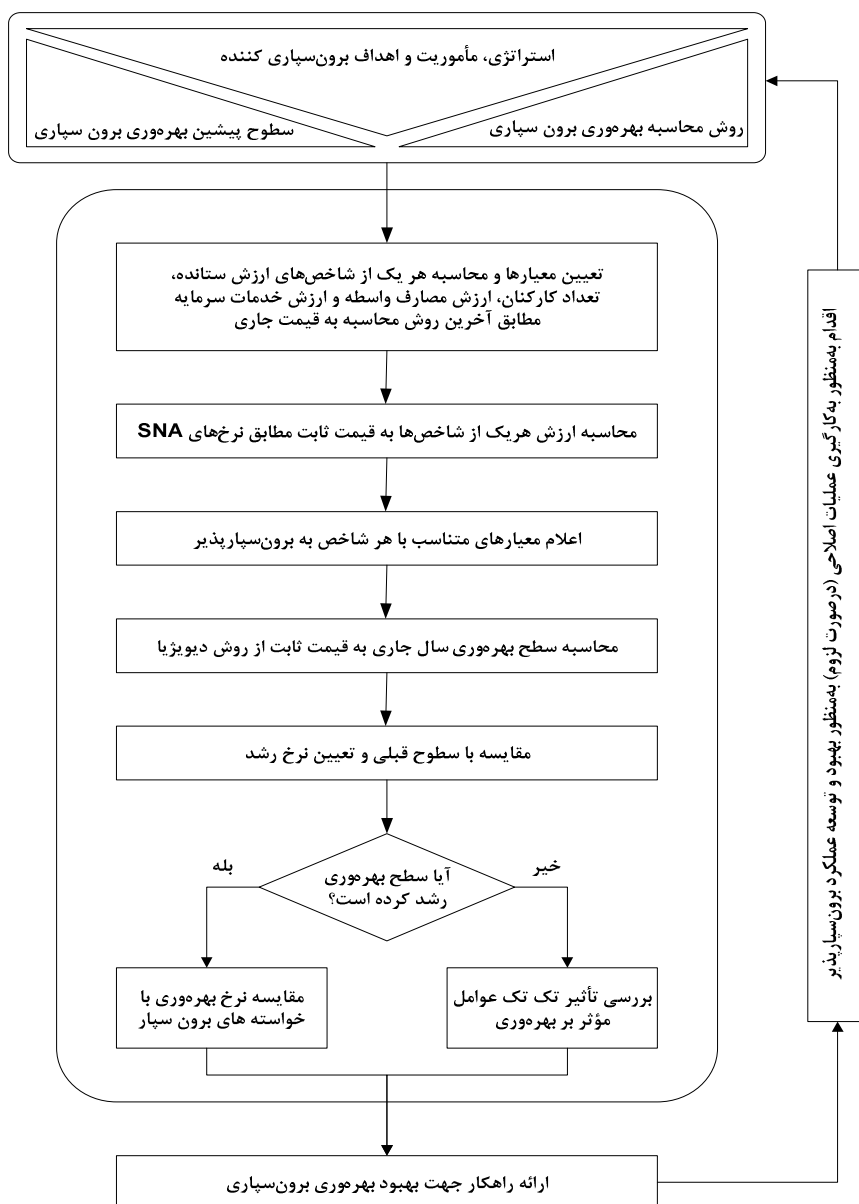 استراتژی، مأموریت و اهداف برون‌سپاری کننده
روش محاسبه بهره‌وری برون سپاری
سطوح پیشین بهره‌وری برون سپاری
تعیین معیارها و محاسبه هر یک از شاخص‌های ارزش ستانده،
تعداد کارکنان، ارزش مصارف واسطه و ارزش خدمات سرمایه
مطابق آخرین روش محاسبه به قیمت جاری
محاسبه ارزش هریک از شاخص‌ها به قیمت ثابت مطابق نرخ‌های SNA
اعلام معیارهای متناسب با هر شاخص به برون‌سپارپذیر
محاسبه سطح بهره‌وری سال جاری به قیمت ثابت از روش دیویژیا
مقایسه با سطوح قبلی و تعیین نرخ رشد
آیا سطح بهره‌وری
رشد کرده است؟
خیر
بله
بررسی تأثیر تک تک عوامل
مؤثر بر بهره‌وری
مقایسه نرخ بهره‌وری با
خواسته های برون سپار
ارائه راهکار جهت بهبود بهره‌وری برون‌سپاری
اقدام به‌منظور به‌کارگیری عملیات اصلاحی (درصورت لزوم) به‌منظور بهبود و توسعه عملکرد برون‌سپارپذیر